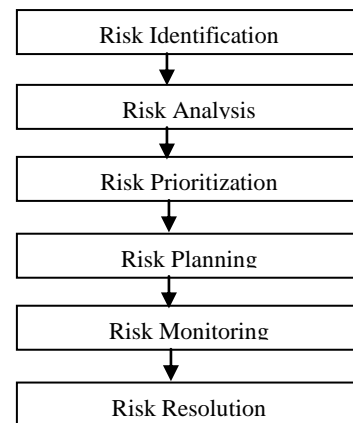 Risk Identification
Risk Analysis
Risk Prioritization
Risk Planning
Risk Monitoring
Risk Resolution